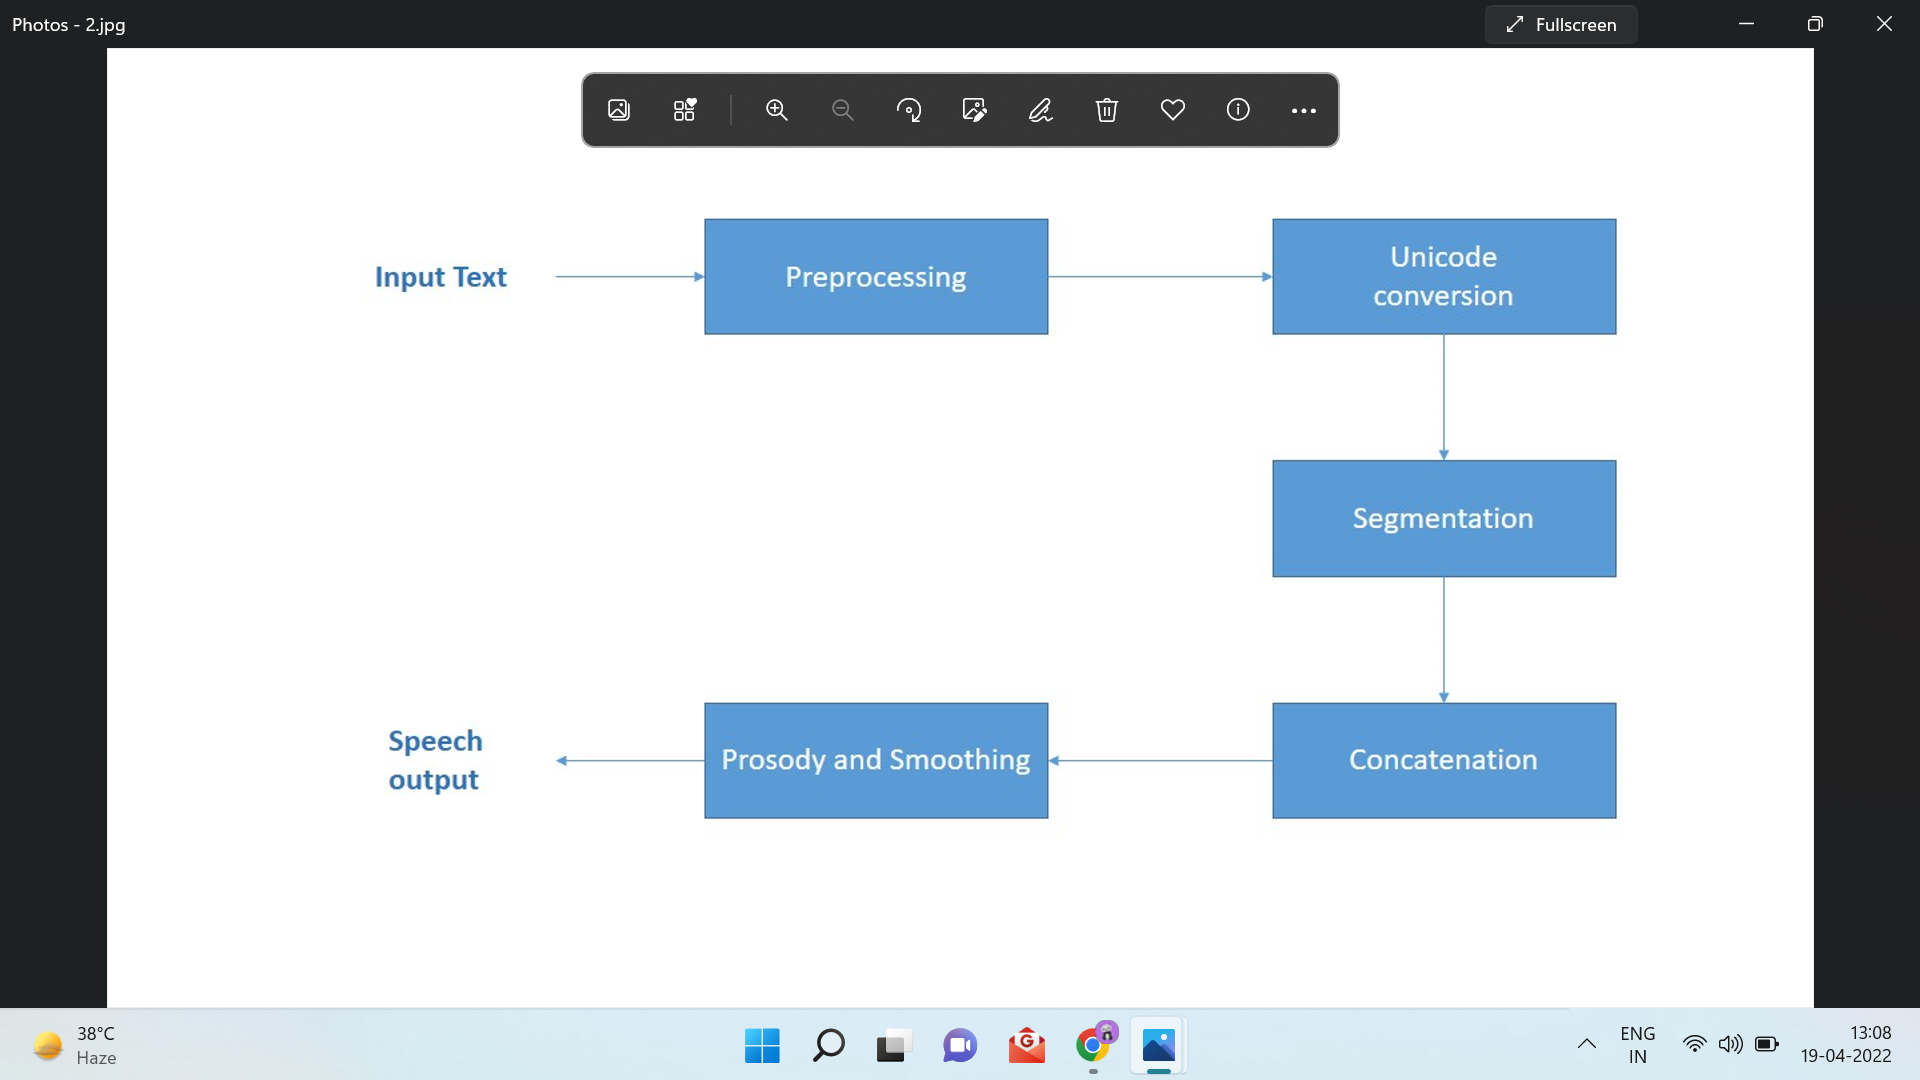 Photos - 2.jpg
Fullscreen
Input Text
Preprocessing
Unicode
conversion
Segmentation
Speech
output
Prosody and Smoothing
Concatenation
38°C
Haze
G
ENG
IN
13:08
19-04-2022